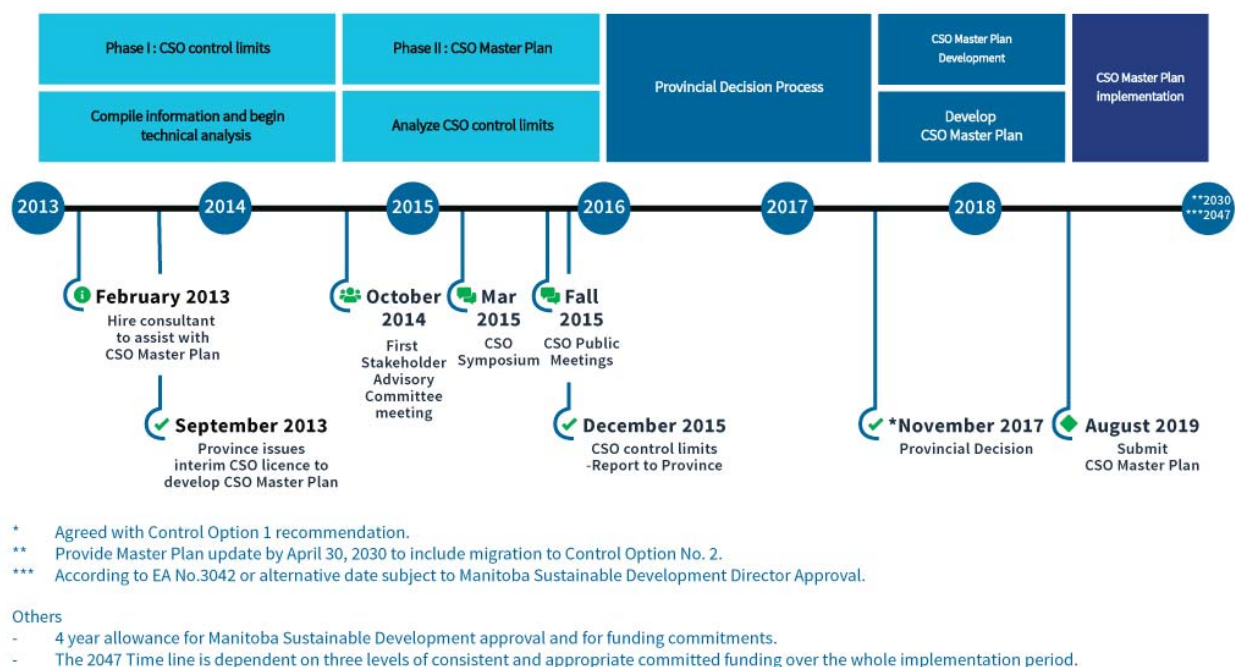 Phase I : CSO control limits
Compile information and begin
technical analysis
Phase II : CSO Master Plan
Analyze CSO control limits
Provincial Decision Process
CSO Master Plan
Development
Develop
CSO Master Plan
CSO Master Plan
implementation
2013
2014
2015
2016
2017
2018
**2030
***2047
February 2013
Hire consultant
to assist with
CSO Master Plan
September 2013
Province issues
interim CSO licence to
develop CSO Master Plan
October
2014
First
Stakeholder
Advisory
Committee
meeting
Mar
2015
CSO
Symposium
Fall
2015
CSO Public
Meetings
December 2015
CSO control limits
-Report to Province
*November 2017
Provincial Decision
August 2019
Submit
CSO Master Plan
* Agreed with Control Option 1 recommendation.
** Provide Master Plan update by April 30, 2030 to include migration to Control Option No. 2.
*** According to EA No.3042 or alternative date subject to Manitoba Sustainable Development Director Approval.
Others
- 4 year allowance for Manitoba Sustainable Development approval and for funding commitments.
- The 2047 Time line is dependent on three levels of consistent and appropriate committed funding over the whole implementation period.